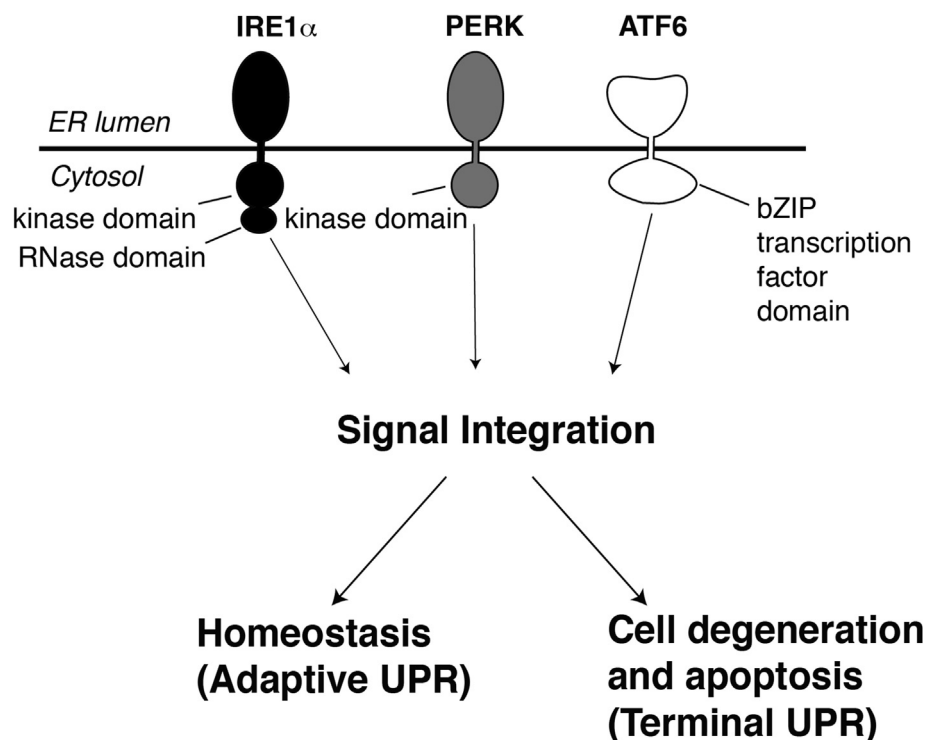 IRE1α
PERK
ATF6
ER lumen
Cytosol
kinase domain
RNase domain
kinase domain
bZIP
transcription
factor
domain
Signal Integration
Homeostasis
(Adaptive UPR)
Cell degeneration
and apoptosis
(Terminal UPR)